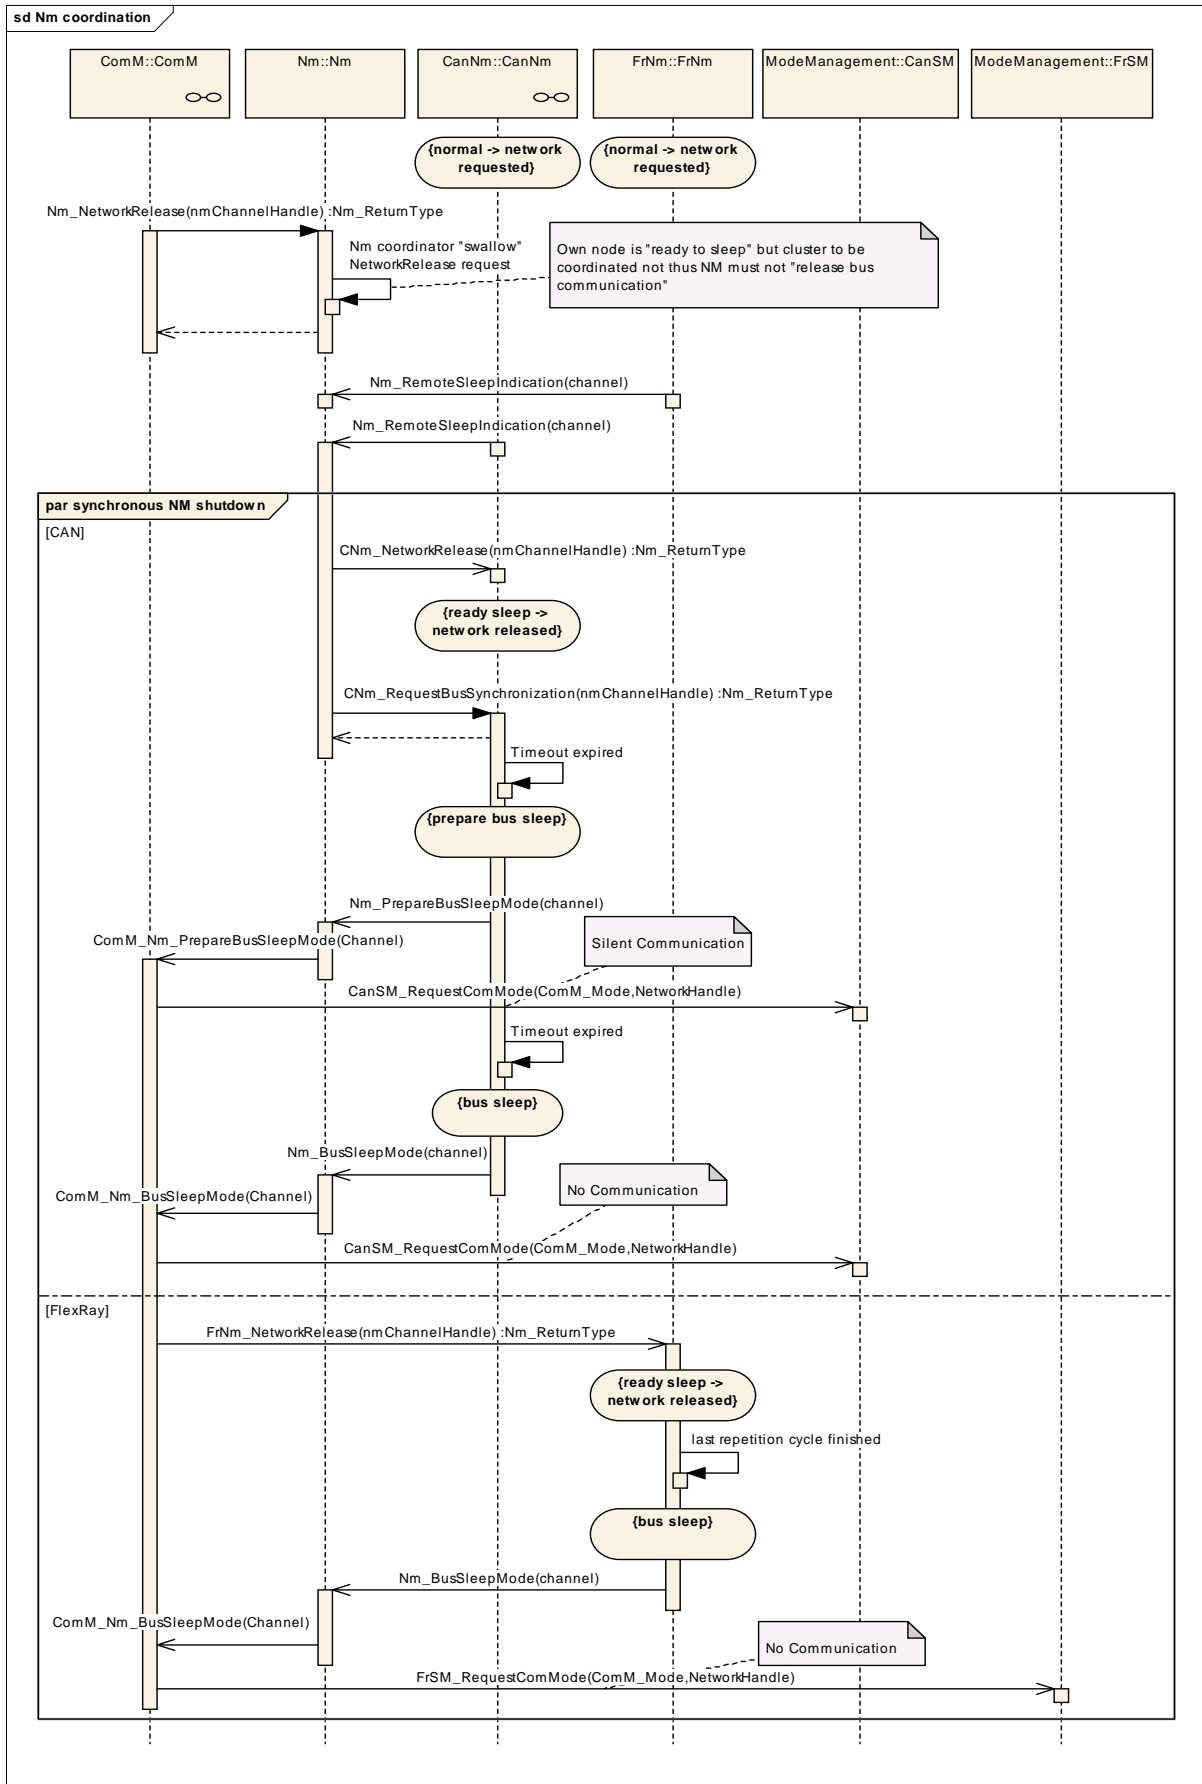 sd Nm coordination
ComM::ComM
Nm::Nm
CanNm::CanNm
FrNm::FrNm
ModeManagement::CanSM
ModeManagement::FrSM
{normal -> network
requested}
{normal -> network
requested}
Nm_NetworkRelease(nmChannelHandle) :Nm_ReturnType
Nm coordinator "swallow"
NetworkRelease request
Own node is "ready to sleep" but cluster to be
coordinated not thus NM must not "release bus
communication"
Nm_RemoteSleepIndication(channel)
Nm_RemoteSleepIndication(channel)
par synchronous NM shutdown
[CAN]
CNm_NetworkRelease(nmChannelHandle) :Nm_ReturnType
{ready sleep ->
network released}
CNm_RequestBusSynchronization(nmChannelHandle) :Nm_ReturnType
Timeout expired
{prepare bus sleep}
Nm_PrepareBusSleepMode(channel)
Silent Communication
ComM_Nm_PrepareBusSleepMode(Channel)
CanSM_RequestComMode(ComM_Mode,NetworkHandle)
Timeout expired
{bus sleep}
Nm_BusSleepMode(channel)
No Communication
ComM_Nm_BusSleepMode(Channel)
CanSM_RequestComMode(ComM_Mode,NetworkHandle)
[FlexRay]
FrNm_NetworkRelease(nmChannelHandle) :Nm_ReturnType
{ready sleep ->
network released}
last repetition cycle finished
{bus sleep}
Nm_BusSleepMode(channel)
ComM_Nm_BusSleepMode(Channel)
No Communication
FrSM_RequestComMode(ComM_Mode,NetworkHandle)